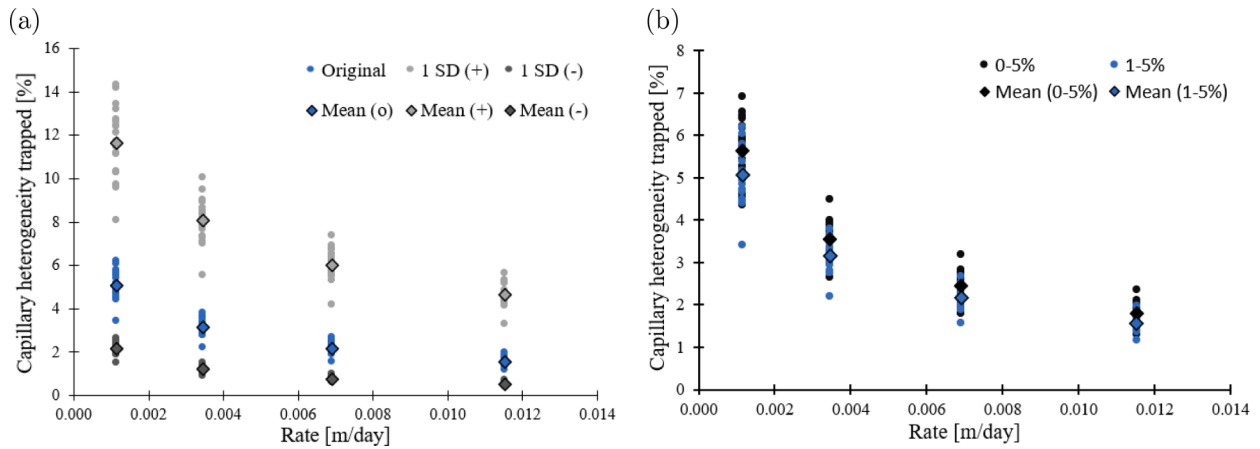 (a)
16
14
12
10
8
6
4
2
0
Capillary heterogeneity trapped [%]
Original 1 SD (+) 1 SD (-)
Mean (o) Mean (+) Mean (-)
0.000 0.002 0.004 0.006 0.008 0.010 0.012 0.014
Rate [m/day]
(b)
8
7
6
5
4
3
2
1
0
Capillary heterogeneity trapped [%]
0-5% 1-5%
Mean (0-5%) Mean (1-5%)
0.000 0.002 0.004 0.006 0.008 0.010 0.012 0.014
Rate [m/day]